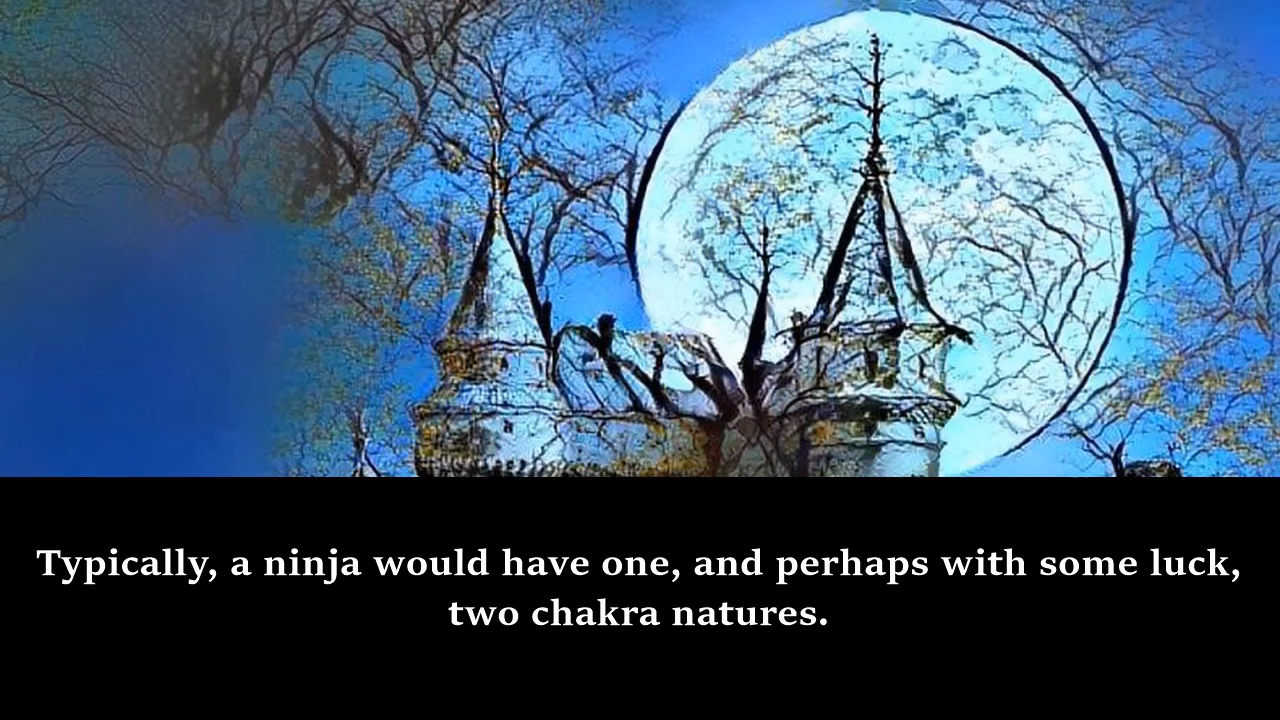 Typically, a ninja would have one, and perhaps with some luck,
two chakra natures.